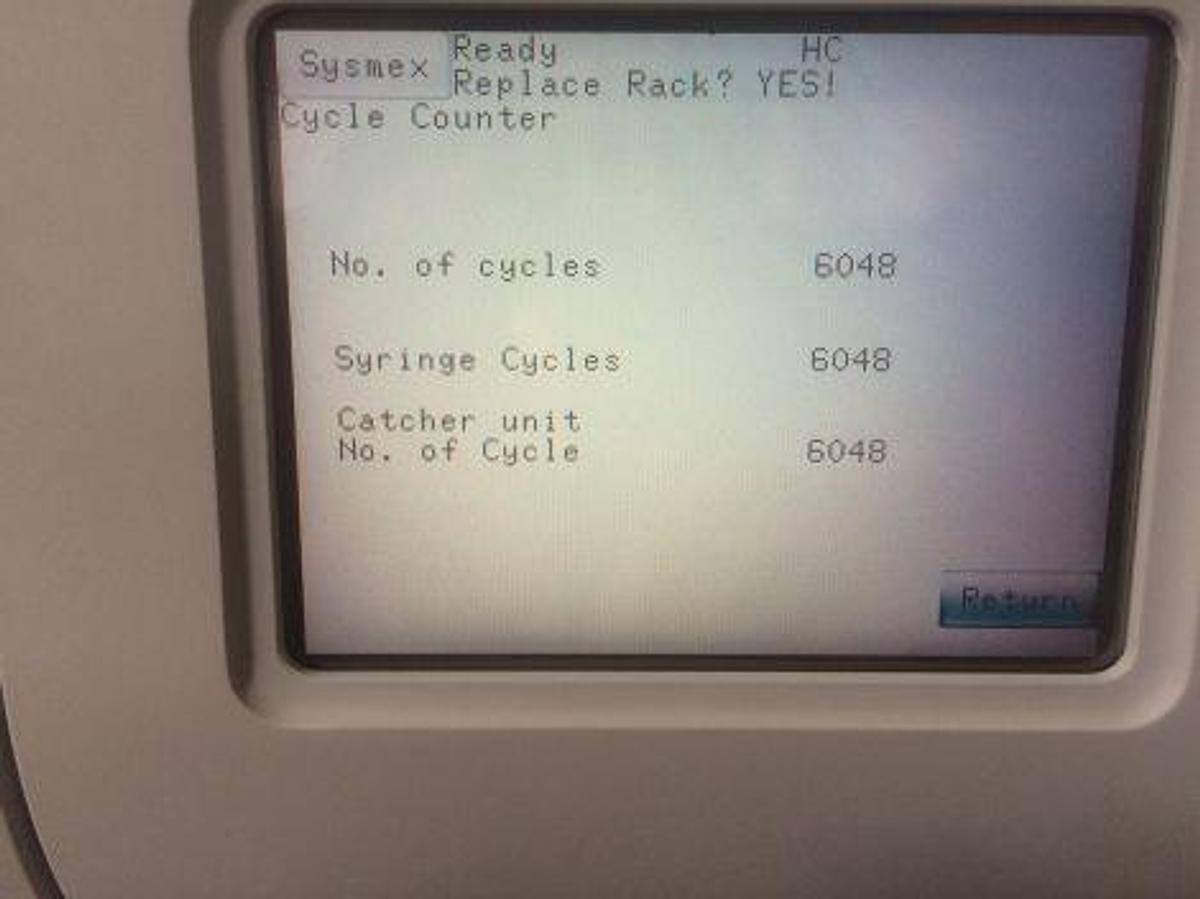 Sysmex
Ready HC
Replace Rack? YES!
Cycle Counter
No. of cycles 6048
Syringe Cycles 6048
Catcher unit
No. of Cycle 6048
Return